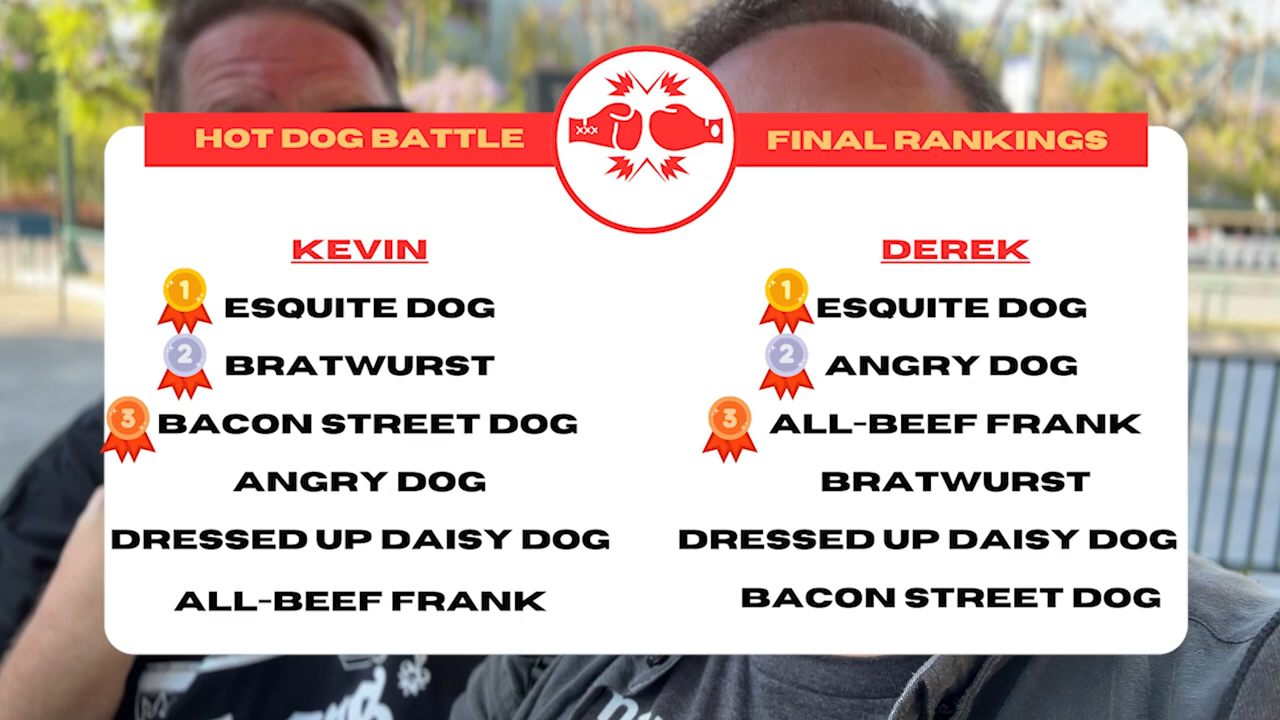 HOT DOG BATTLE
XXX
FINAL RANKINGS
KEVIN
1 ESQUITE DOG
2 BRATWURST
3 BACON STREET DOG
ANGRY DOG
DRESSED UP DAISY DOG
ALL-BEEF FRANK
DEREK
1 ESQUITE DOG
2 ANGRY DOG
3 ALL-BEEF FRANK
BRATWURST
DRESSED UP DAISY DOG
BACON STREET DOG